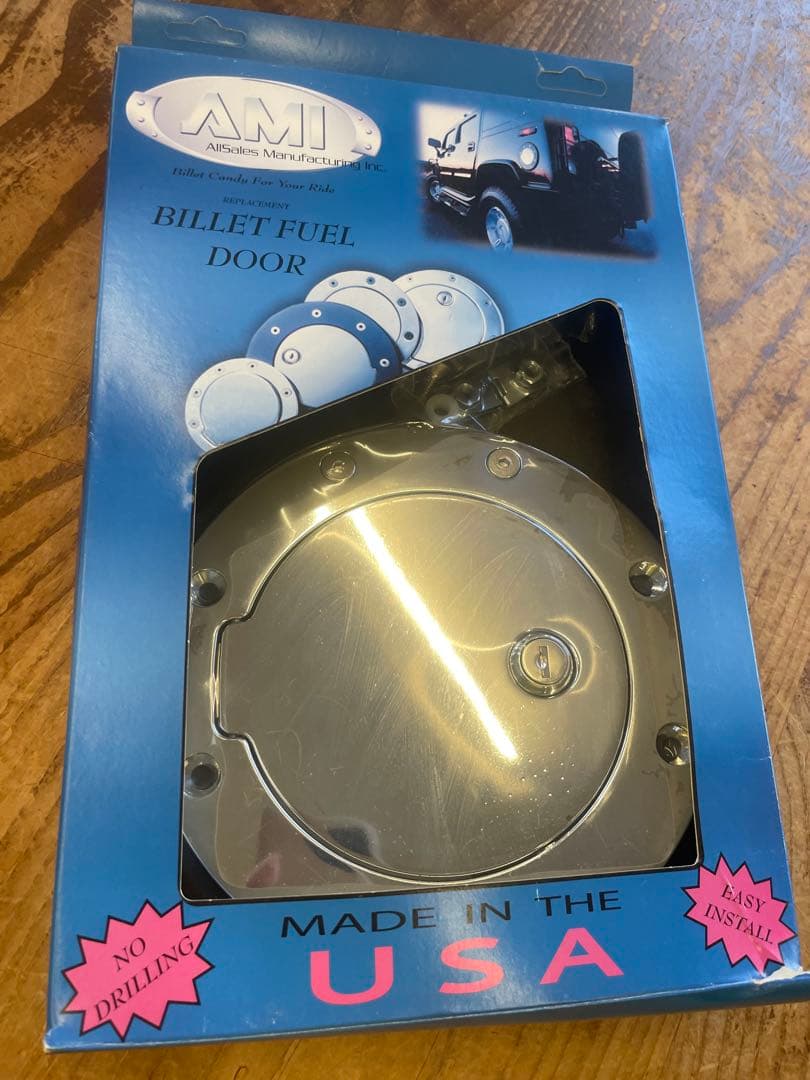 AMI
AllSales Manufacturing Inc.
Billet Candy For Your Ride
REPLACEMENT
BILLET FUEL
DOOR
NO
DRILLING
MADE IN THE
USA
EASY
INSTALL